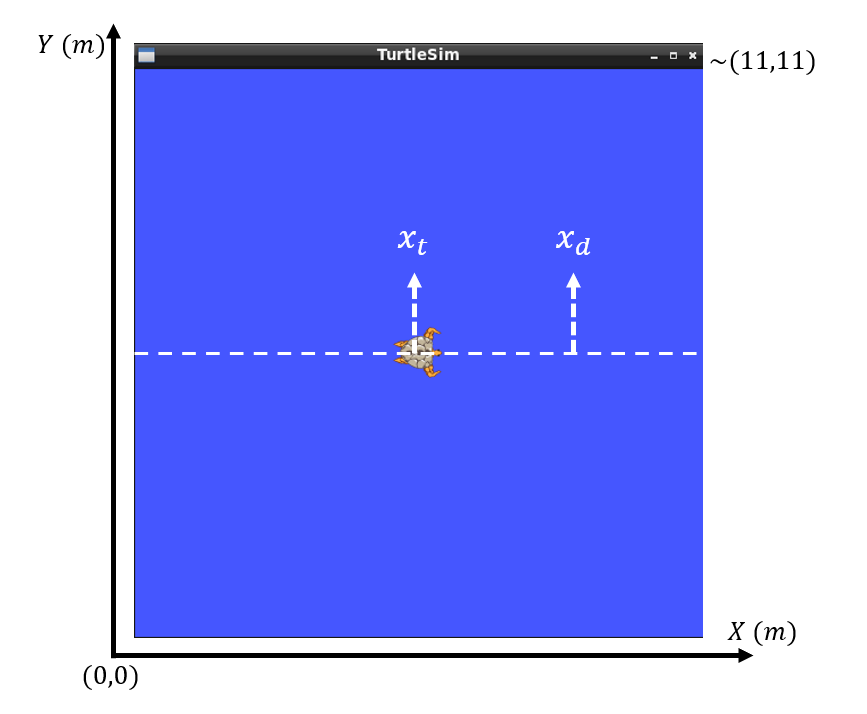 Y (m)
TurtleSim
~(11,11)
x_t
x_d
X (m)
(0,0)